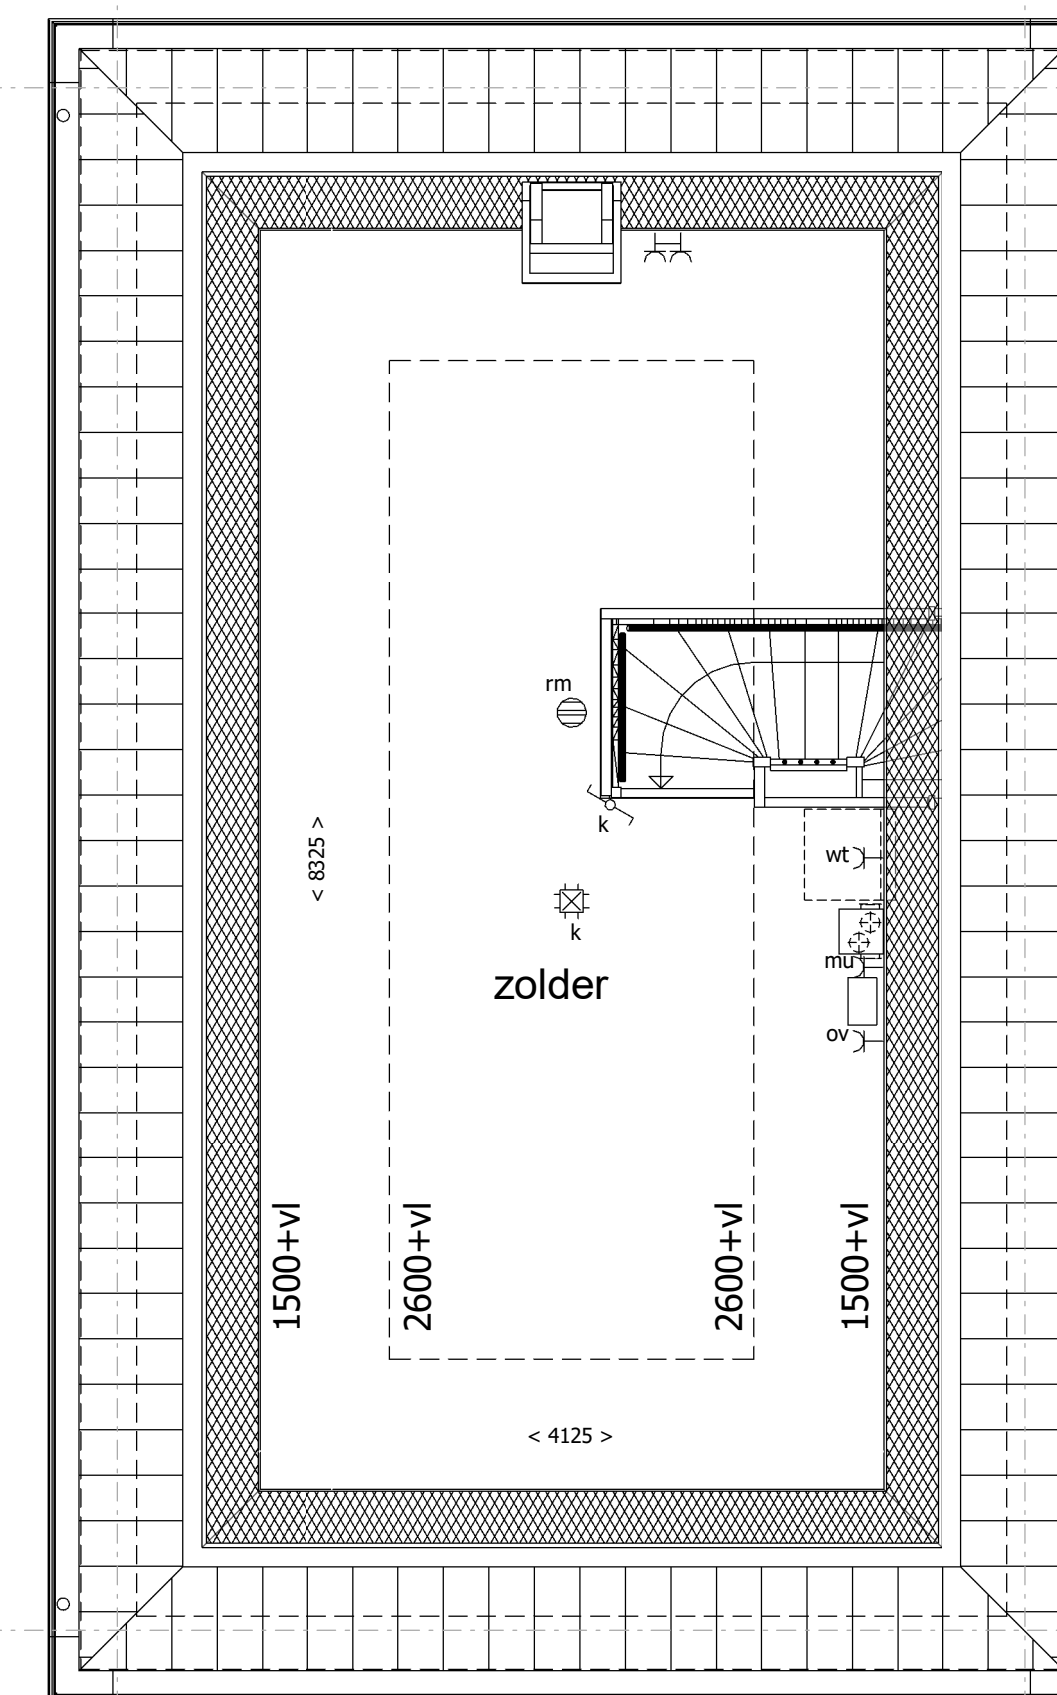 rm
k
< 8325 >
wt
k
mu
zolder
ov
1500+vl
2600+vl
2600+vl
1500+vl
< 4125 >